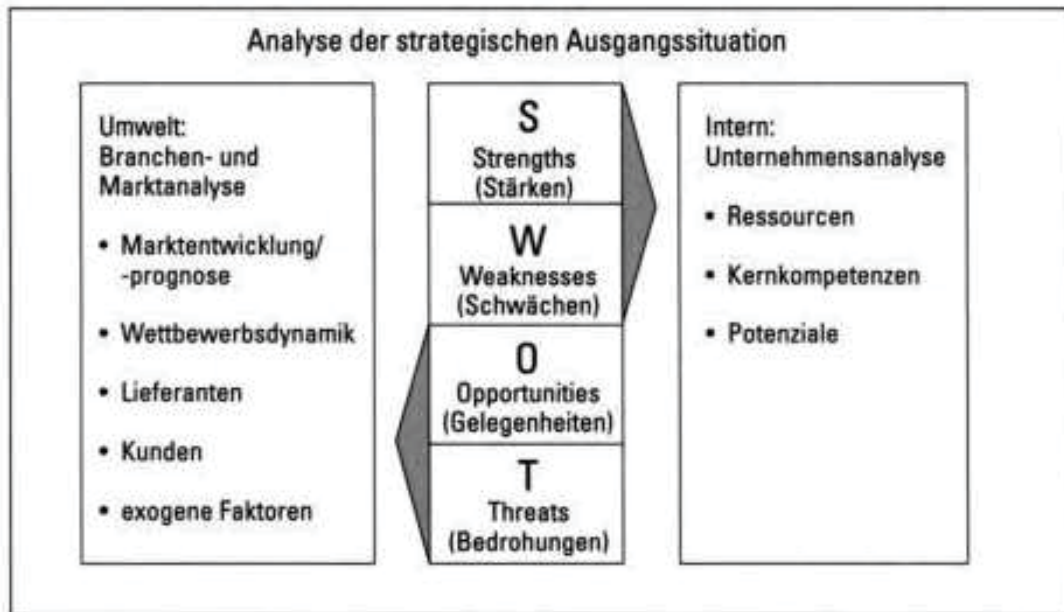 Analyse der strategischen Ausgangssituation
Umwelt:
Branchen- und
Marktanalyse
• Marktentwicklung/
-prognose
• Wettbewerbsdynamik
• Lieferanten
• Kunden
• exogene Faktoren
S
Strengths
(Stärken)
W
Weaknesses
(Schwächen)
O
Opportunities
(Gelegenheiten)
T
Threats
(Bedrohungen)
Intern:
Unternehmensanalyse
• Ressourcen
• Kernkompetenzen
• Potenziale